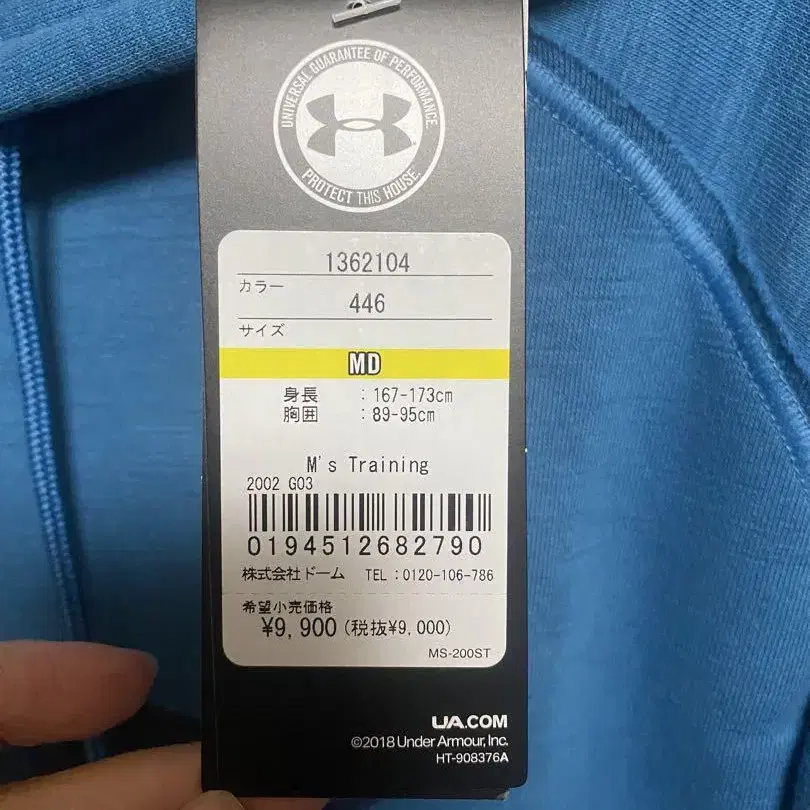 UNIVERSAL GUARANTEE OF PERFORMANCE.
PROTECT THIS HOUSE.
1362104
カラー
446
サイズ
MD
身長 :167-173cm
胸囲 :89-95cm
M's Training
2002 G03
0194512682790
株式会社ドーム TEL:0120-106-786
希望小売価格
¥9,900(税抜¥9,000)
MS-200ST
UA.COM
©2018 Under Armour, Inc.
HT-908376A